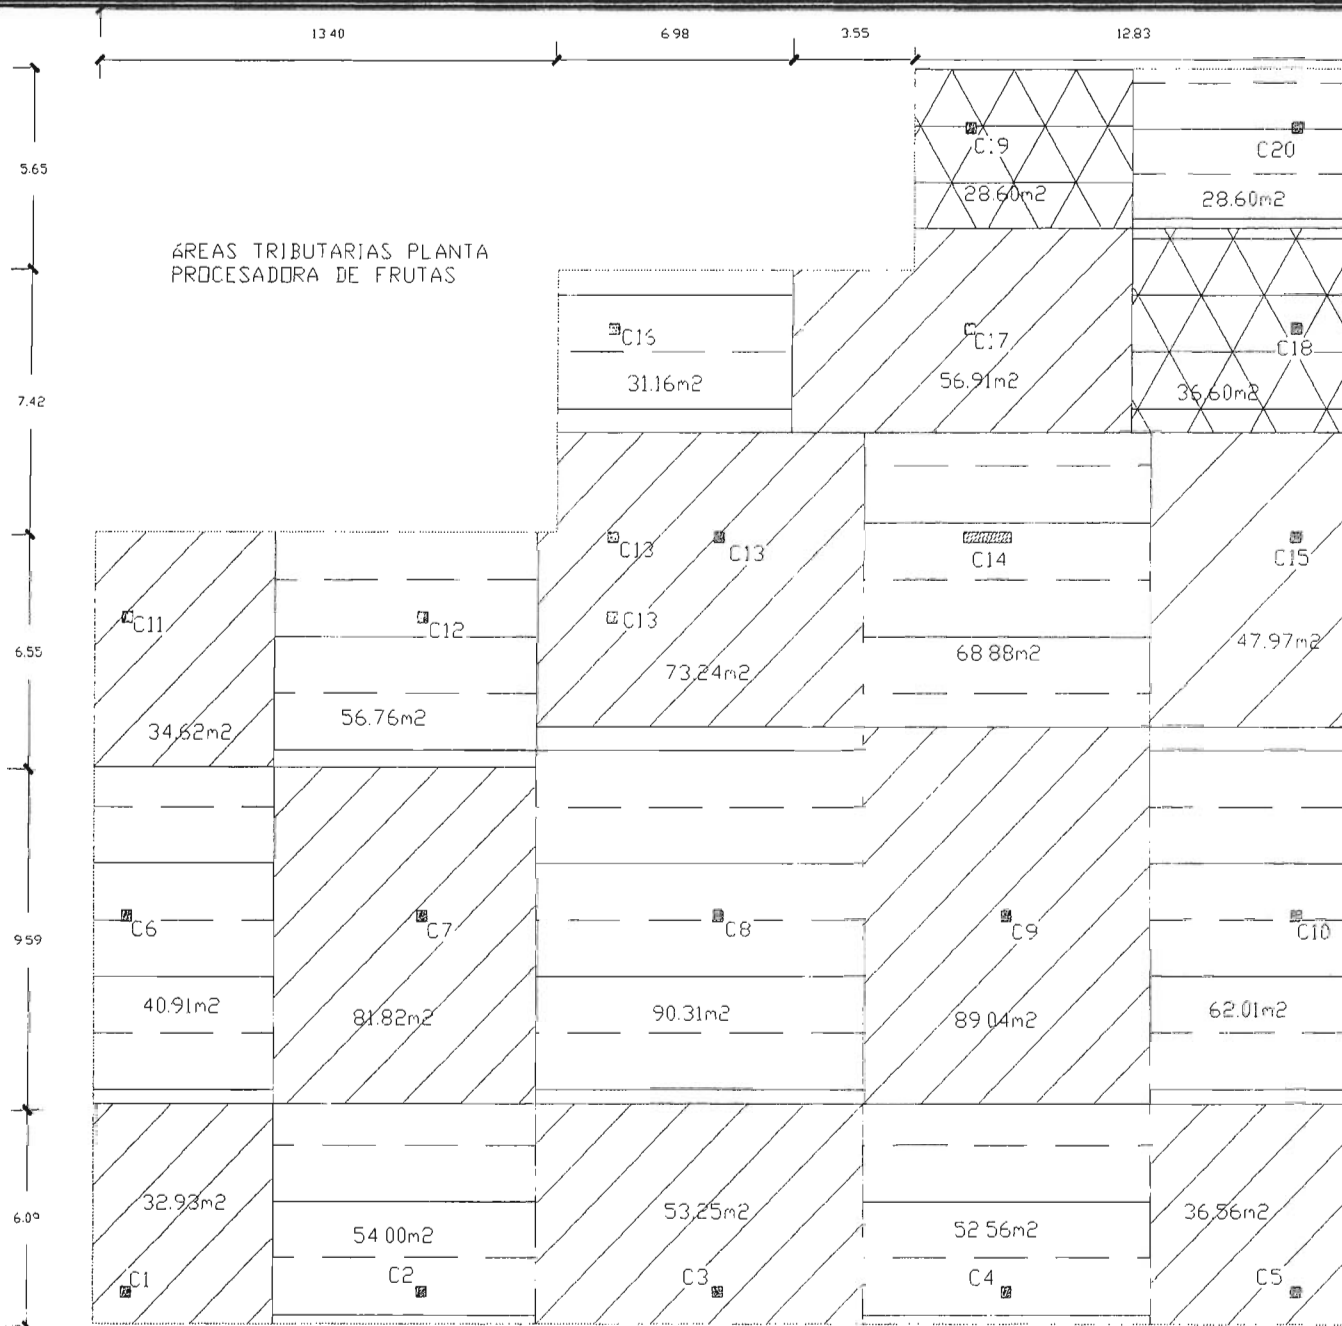 13 40 6 98 3.55 12.83
5.65
C19 C20
28.60m2 28.60m2
ÁREAS TRIBUTARIAS PLANTA
PROCESADORA DE FRUTAS
C16 C17 C18
31.16m2 56.91m2 36.60m2
7.42
C13 C13 C14 C15
C11 C12 C13
6.55
73.24m2 68 88m2 47.97m2
34.62m2 56.76m2
C6 C7 C8 C9 C10
9 59
40.91m2 81.82m2 90.31m2 89 04m2 62.01m2
32.93m2 54 00m2 53.25m2 52 56m2 36.56m2
6.09
C1 C2 C3 C4 C5